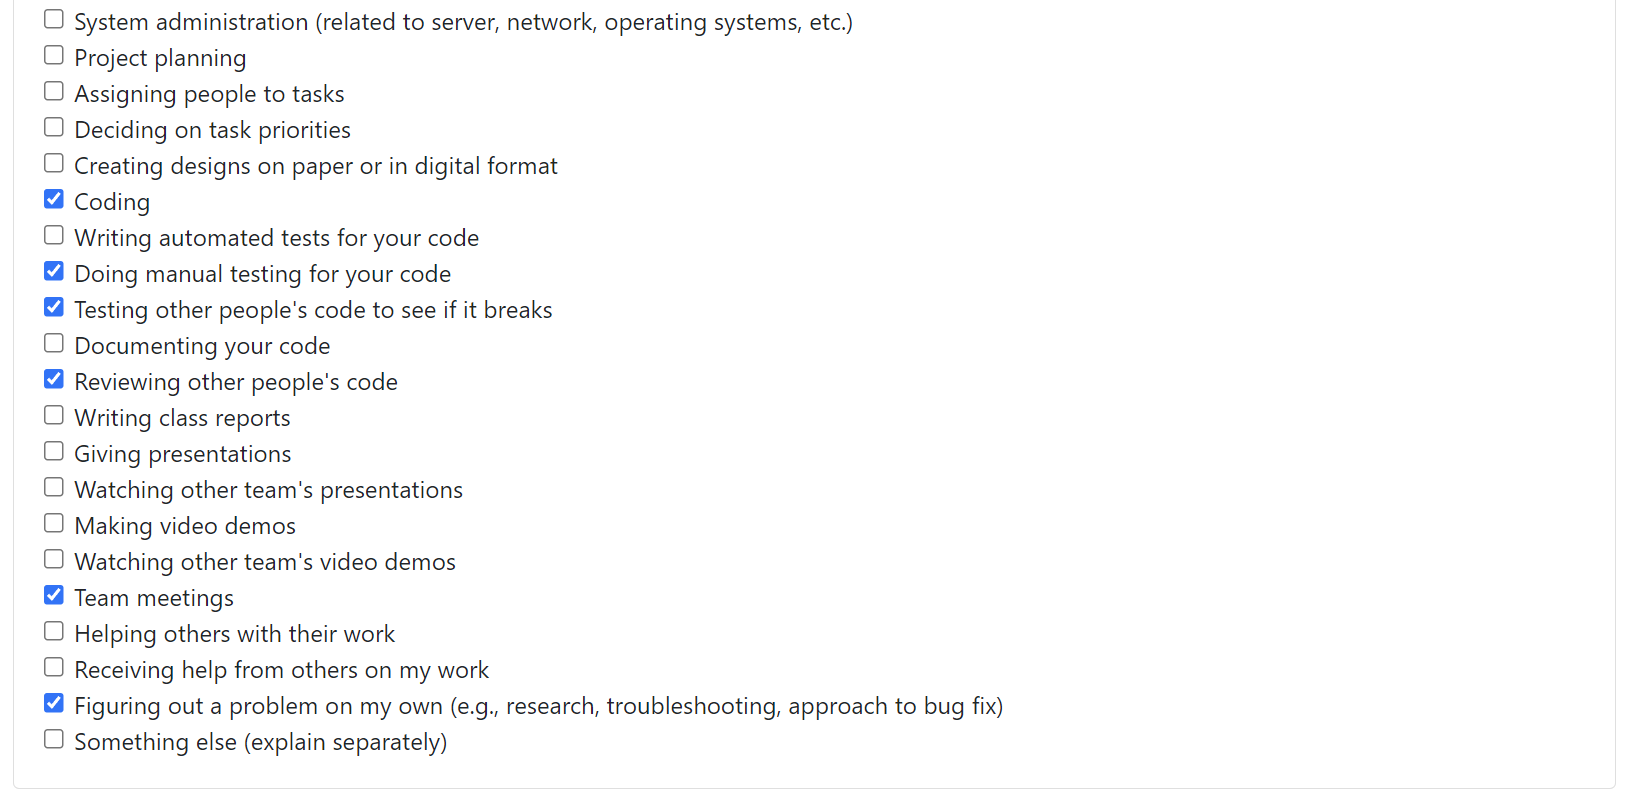 System administration (related to server, network, operating systems, etc.)
Project planning
Assigning people to tasks
Deciding on task priorities
Creating designs on paper or in digital format
Coding
Writing automated tests for your code
Doing manual testing for your code
Testing other people's code to see if it breaks
Documenting your code
Reviewing other people's code
Writing class reports
Giving presentations
Watching other team's presentations
Making video demos
Watching other team's video demos
Team meetings
Helping others with their work
Receiving help from others on my work
Figuring out a problem on my own (e.g., research, troubleshooting, approach to bug fix)
Something else (explain separately)